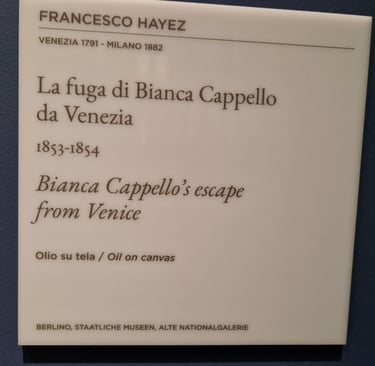 FRANCESCO HAYEZ
VENEZIA 1791 - MILANO 1882
La fuga di Bianca Cappello
da Venezia
1853-1854
Bianca Cappello's escape
from Venice
Olio su tela / Oil on canvas
BERLINO, STAATLICHE MUSEEN, ALTE NATIONALGALERIE